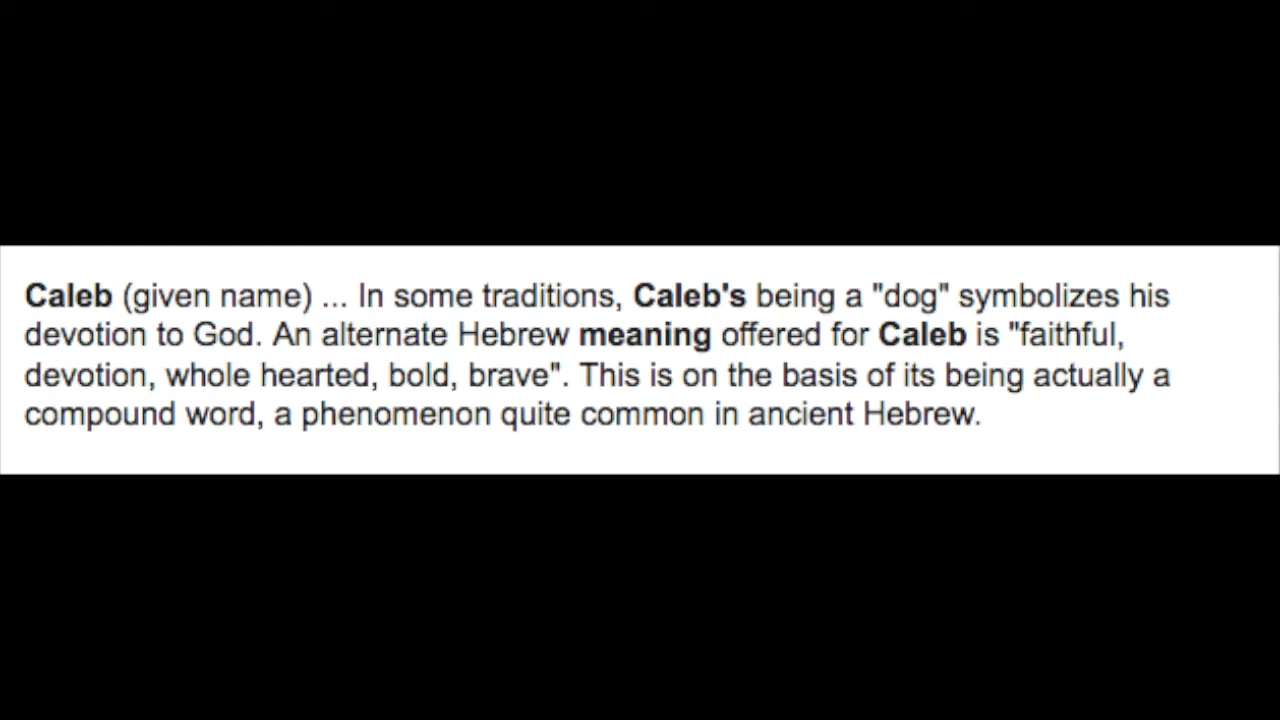 Caleb (given name) ... In some traditions, Caleb's being a "dog" symbolizes his
devotion to God. An alternate Hebrew meaning offered for Caleb is "faithful,
devotion, whole hearted, bold, brave". This is on the basis of its being actually a
compound word, a phenomenon quite common in ancient Hebrew.